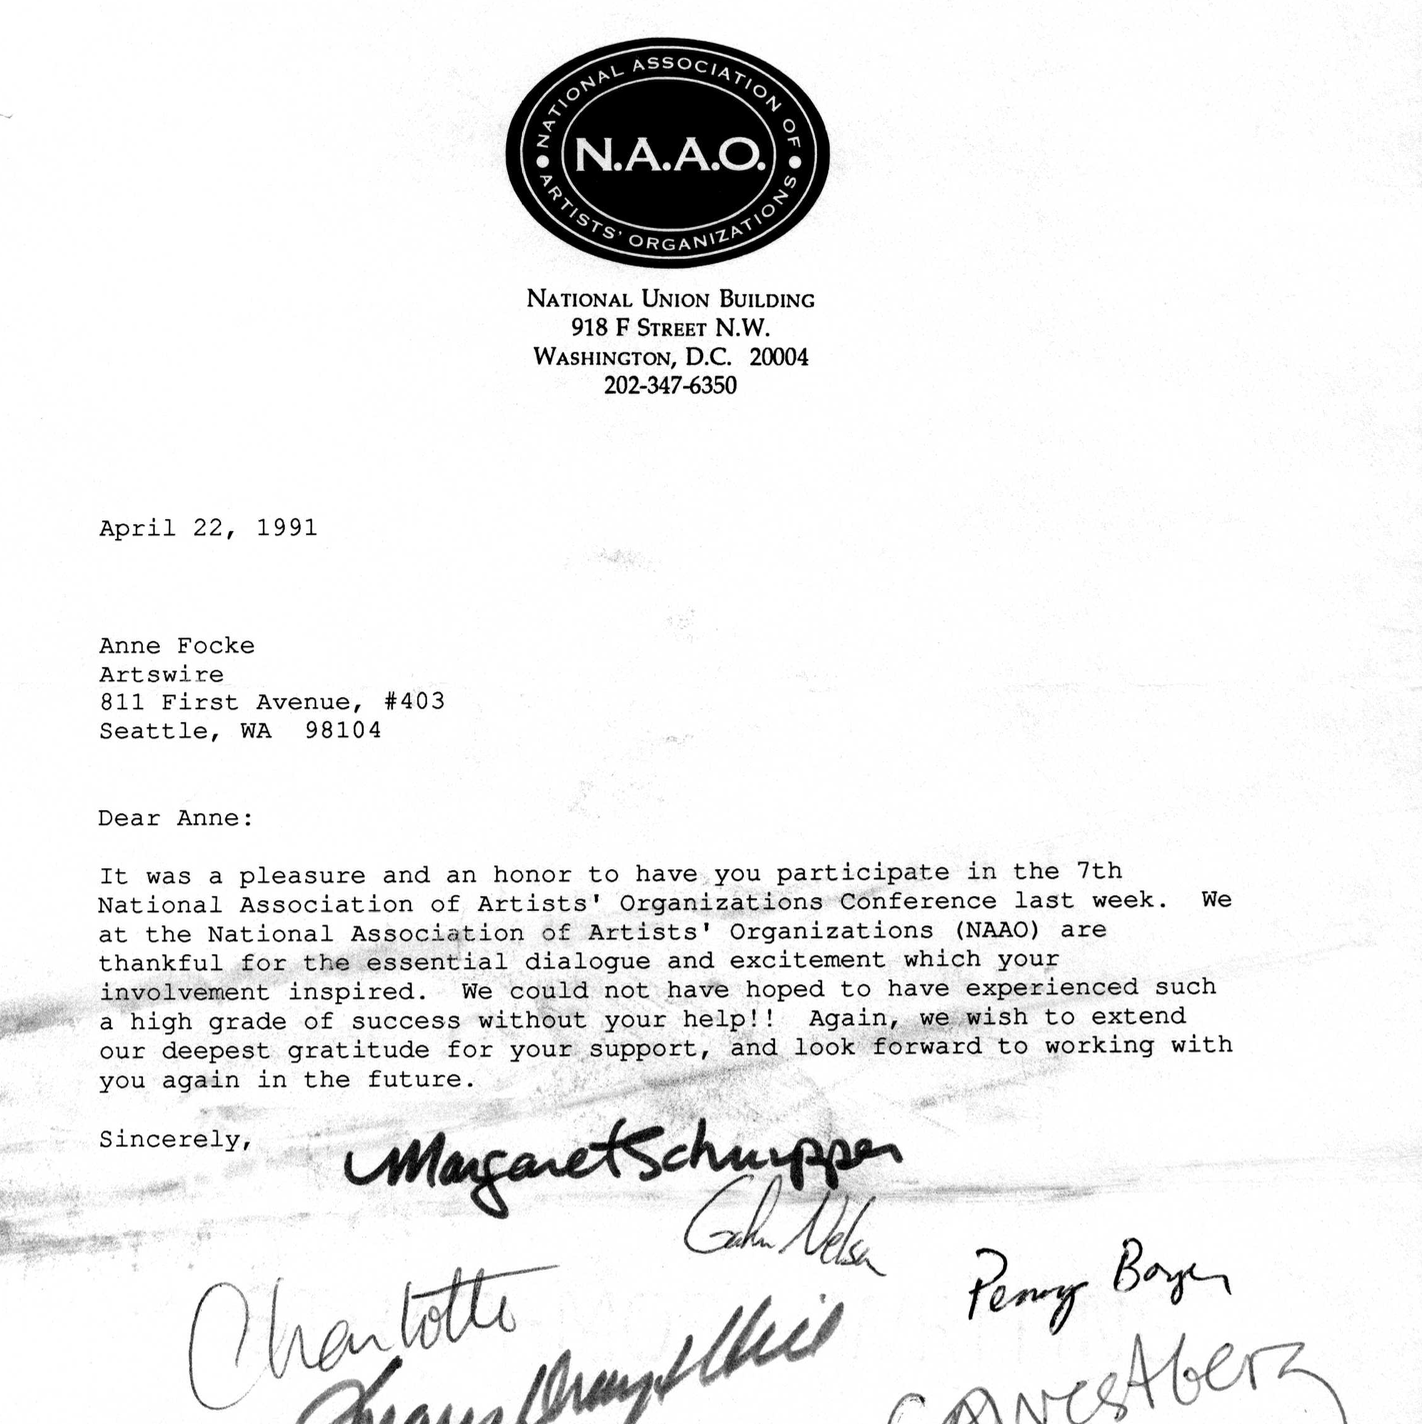 NATIONAL ASSOCIATION OF
N.A.A.O.
ARTISTS' ORGANIZATIONS
NATIONAL UNION BUILDING
918 F STREET N.W.
WASHINGTON, D.C. 20004
202-347-6350
April 22, 1991
Anne Focke
Artswire
811 First Avenue, #403
Seattle, WA 98104
Dear Anne:
It was a pleasure and an honor to have you participate in the 7th
National Association of Artists' Organizations Conference last week. We
at the National Association of Artists' Organizations (NAAO) are
thankful for the essential dialogue and excitement which your
involvement inspired. We could not have hoped to have experienced such
a high grade of success without your help!! Again, we wish to extend
our deepest gratitude for your support, and look forward to working with
you again in the future.
Sincerely,
Margaret Schnipper
Nelson
Penny Boyer
Charlotte